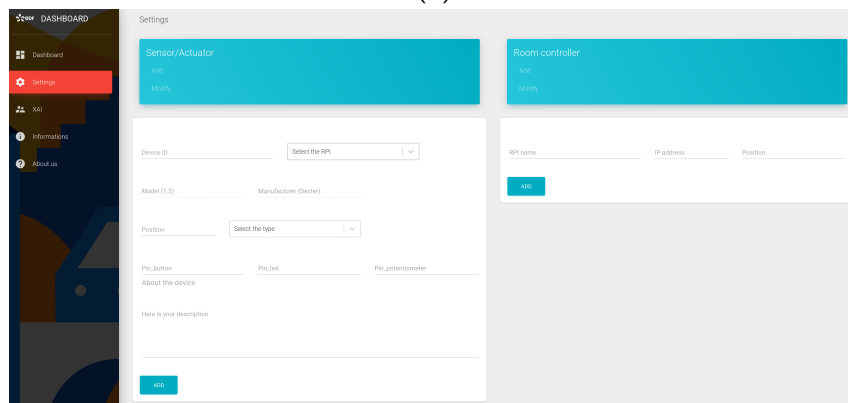 EDF DASHBOARD
Dashboard
Settings
XAI
Informations
About us
Settings
Sensor/Actuator
Add
Modify
Device ID
Select the RPI
Model (1.2)
Manufacturer (Dexter)
Position
Select the type
Pin_button
Pin_led
Pin_potentiometer
About the device
Here is your description
ADD
Room controller
Add
Modify
RPI name
IP address
Position
ADD